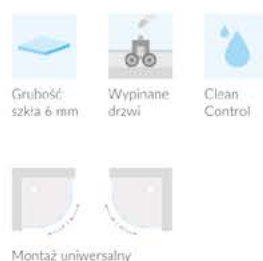 Grubość
szkła 6 mm
Wypinane
drzwi
Clean
Control
Montaż uniwersalny